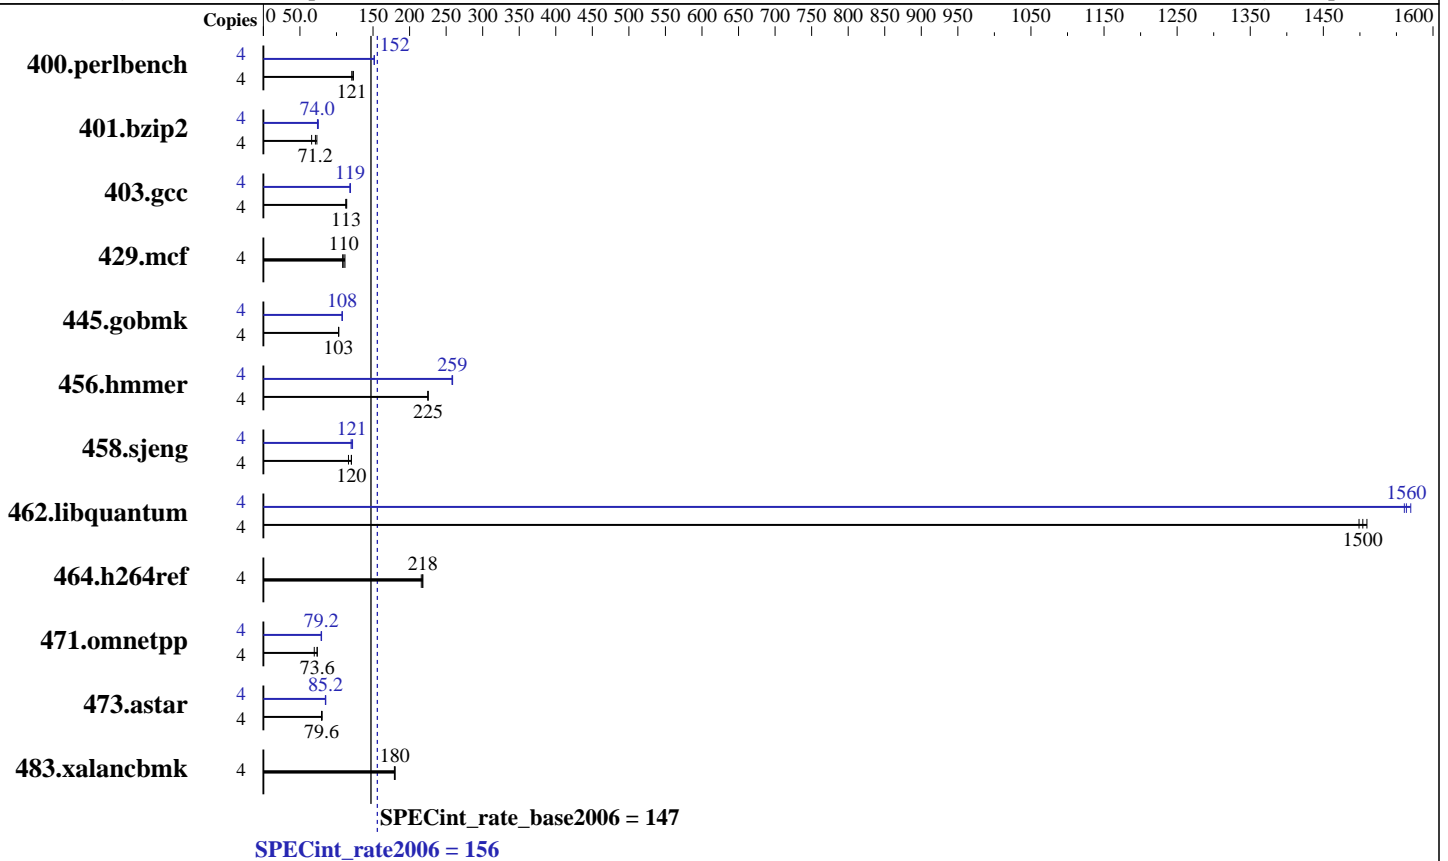 Copies 0 50.0 150 200 250 300 350 400 450 500 550 600 650 700 750 800 850 900 950 1050 1150 1250 1350 1450 1600
400.perlbench 4 152
4 121
401.bzip2 4 74.0
4 71.2
403.gcc 4 119
4 113
429.mcf 4 110
445.gobmk 4 108
4 103
456.hmmer 4 259
4 225
458.sjeng 4 121
4 120
462.libquantum 4 1560
4 1500
464.h264ref 4 218
471.omnetpp 4 79.2
4 73.6
473.astar 4 85.2
4 79.6
483.xalancbmk 4 180
SPECint_rate_base2006 = 147
SPECint_rate2006 = 156